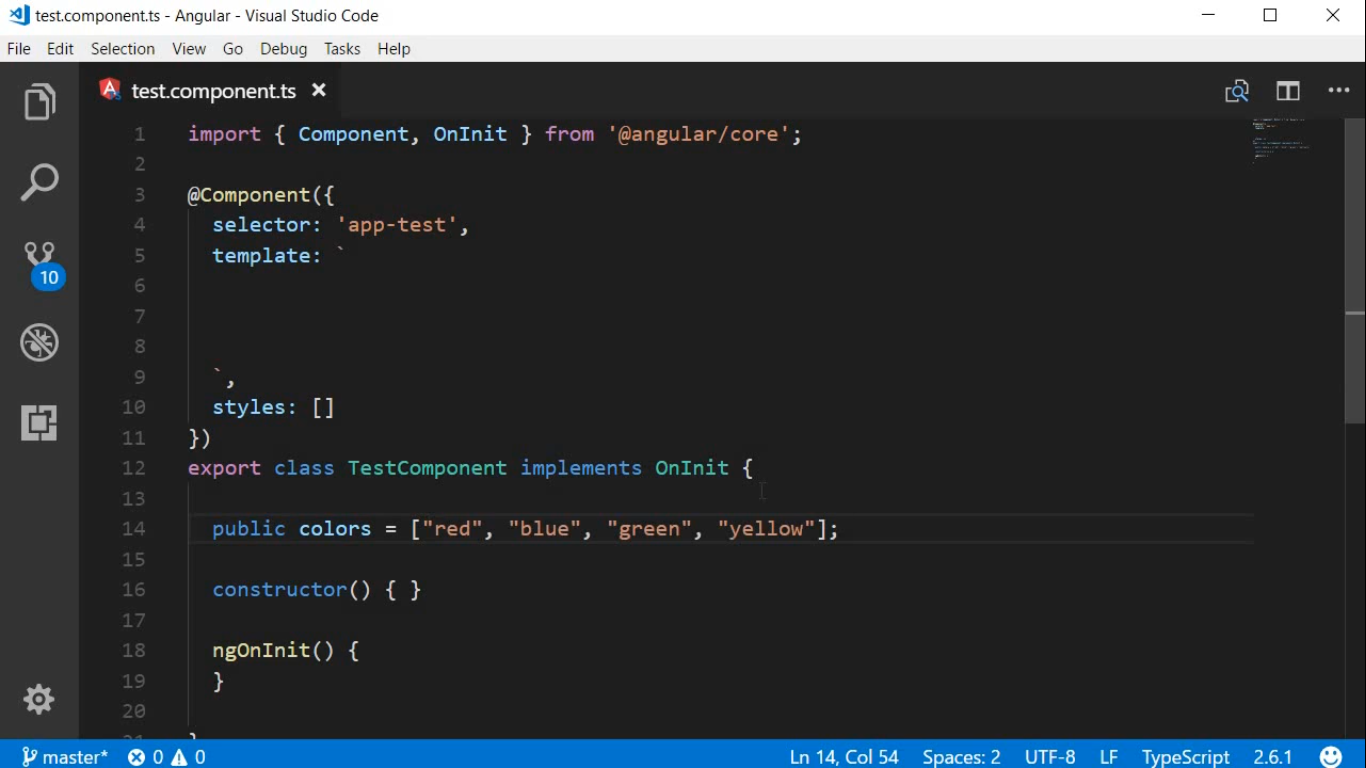 test.component.ts - Angular - Visual Studio Code
File Edit Selection View Go Debug Tasks Help
test.component.ts
1 import { Component, OnInit } from '@angular/core';
2
3 @Component({
4 selector: 'app-test',
5 template: `
6
7
8
9 `,
10 styles: []
11 })
12 export class TestComponent implements OnInit {
13
14 public colors = ["red", "blue", "green", "yellow"];
15
16 constructor() { }
17
18 ngOnInit() {
19 }
20
10
master* 0 0 Ln 14, Col 54 Spaces: 2 UTF-8 LF TypeScript 2.6.1